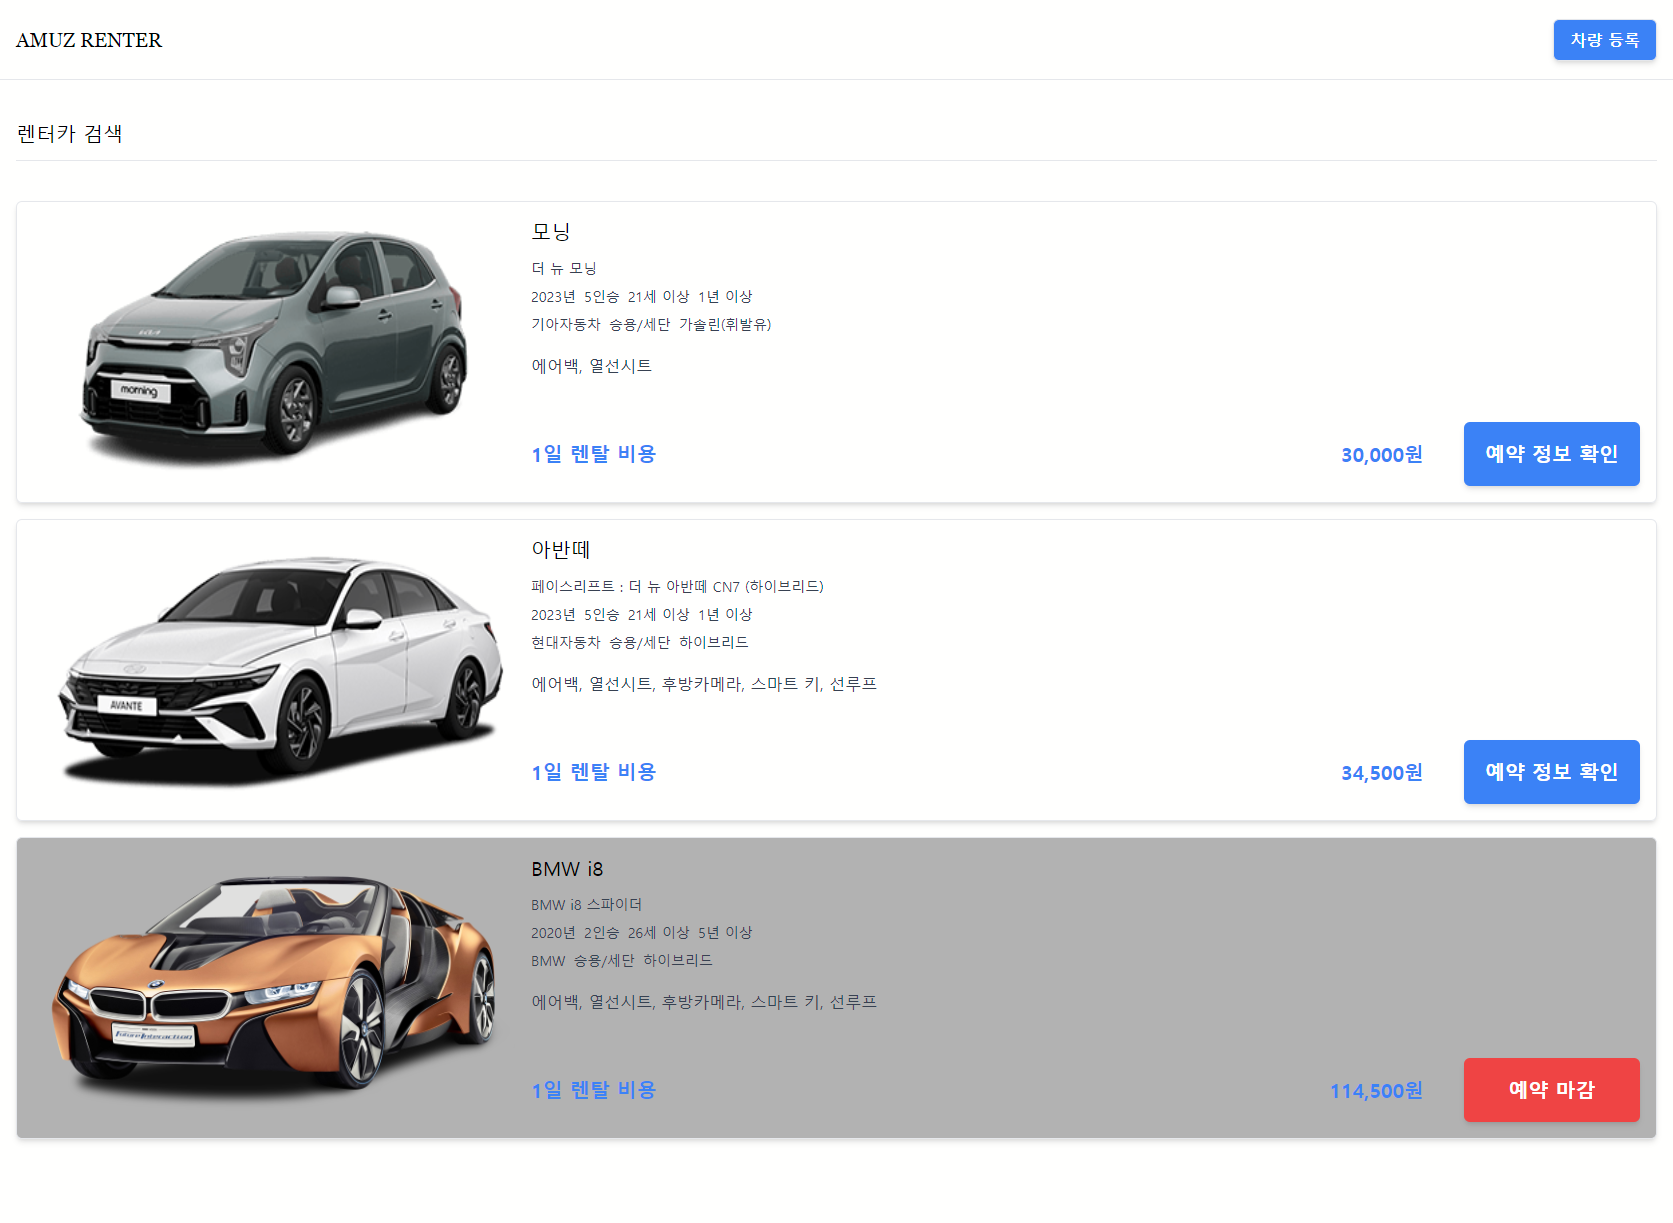 AMUZ RENTER
차량 등록
렌터카 검색
모닝
더 뉴 모닝
2023년 5인승 21세 이상 1년 이상
기아자동차 승용/세단 가솔린(휘발유)
에어백, 열선시트
1일 렌탈 비용
30,000원
예약 정보 확인
morning
아반떼
페이스리프트 : 더 뉴 아반떼 CN7 (하이브리드)
2023년 5인승 21세 이상 1년 이상
현대자동차 승용/세단 하이브리드
에어백, 열선시트, 후방카메라, 스마트 키, 선루프
1일 렌탈 비용
34,500원
예약 정보 확인
AVANTE
BMW i8
BMW i8 스파이더
2020년 2인승 26세 이상 5년 이상
BMW 승용/세단 하이브리드
에어백, 열선시트, 후방카메라, 스마트 키, 선루프
1일 렌탈 비용
114,500원
예약 마감